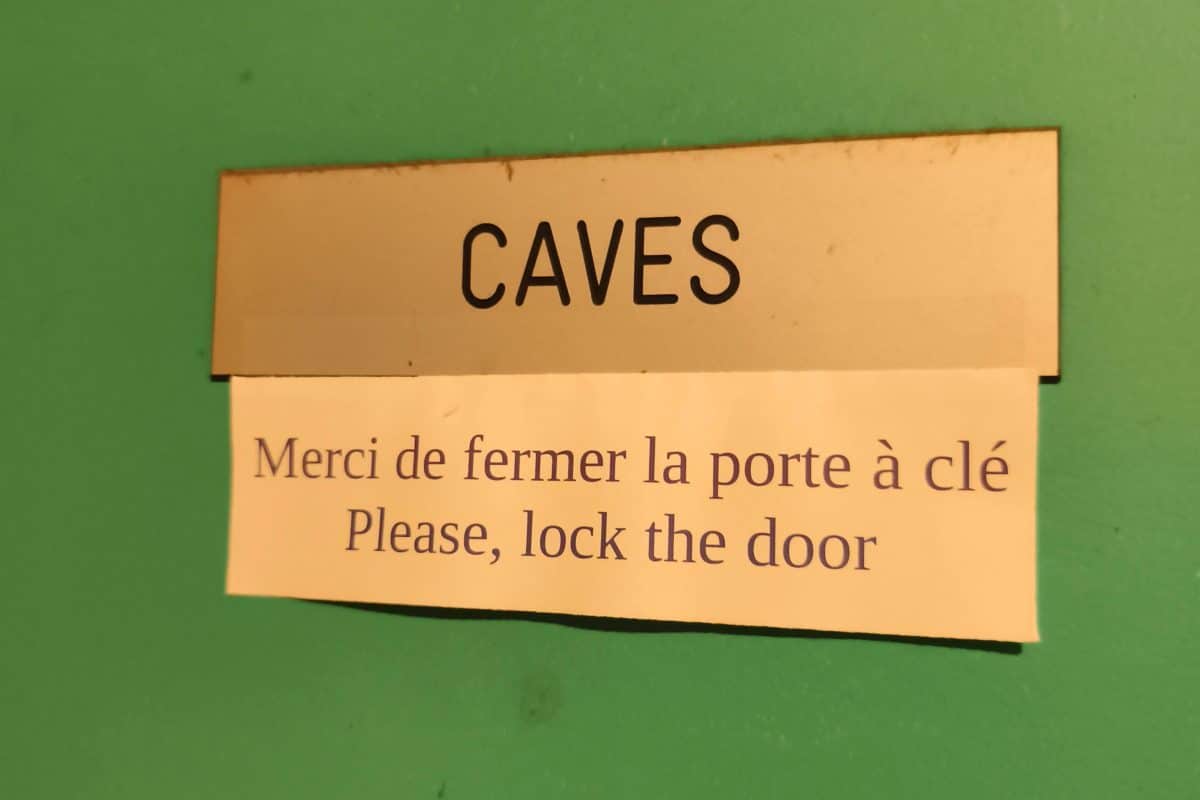 CAVES
Merci de fermer la porte à clé
Please, lock the door